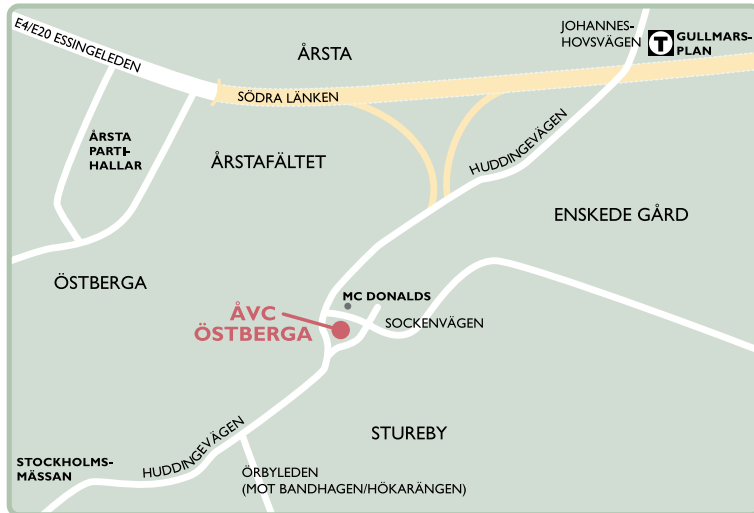 E4/E20 ESSINGELEDEN
ÅRSTA
JOHANNES-
HOVSVÄGEN
T
GULLMARS-
PLAN
SÖDRA LÄNKEN
ÅRSTA
PARTI-
HALLAR
ÅRSTAFÄLTET
HUDDINGEVÄGEN
ENSKEDE GÅRD
ÖSTBERGA
MC DONALDS
ÅVC
ÖSTBERGA
SOCKENVÄGEN
STUREBY
HUDDINGEVÄGEN
STOCKHOLMS-
MÄSSAN
ÖRBYLEDEN
(MOT BANDHAGEN/HÖKARÄNGEN)